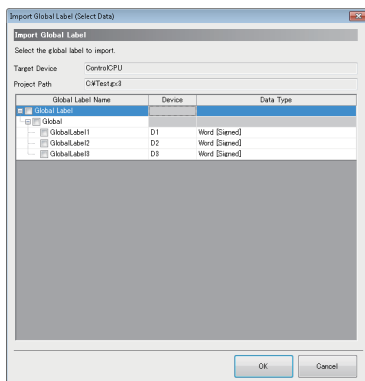 Import Global Label (Select Data)
Import Global Label
Select the global label to import.
Target Device ControlCPU
Project Path C:¥Test.gx3
Global Label Name Device Data Type
Global Label
Global
GlobalLabel1 D1 Word [Signed]
GlobalLabel2 D2 Word [Signed]
GlobalLabel3 D3 Word [Signed]
OK Cancel